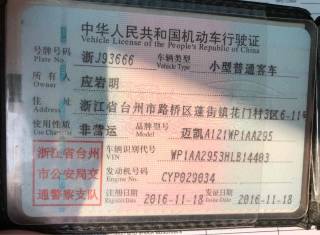 中华人民共和国机动车行驶证
Vehicle License of the People's Republic of China
号牌号码 浙J93666 车辆类型 小型普通客车
Plate No. Vehicle Type
所有人 应岩明
Owner
住址 浙江省台州市路桥区蓬街镇花门村3区6-11号
Address
使用性质 非营运 品牌型号 迈凯A121WP1AA295
Use Character Model
浙江省台州 车辆识别代号 WP1AA2953HLB14403
VIN
市公安局交 发动机号码 CYP029034
Engine No.
通警察支队 注册日期 2016-11-18 发证日期 2016-11-18
Register Date Issue Date